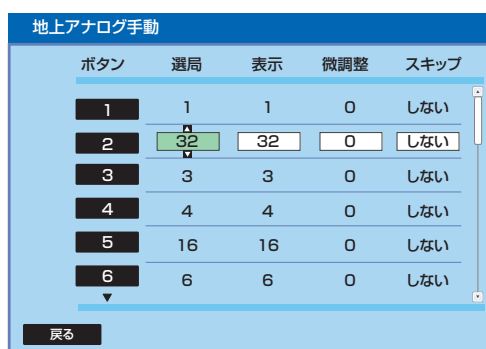 地上アナログ手動
ボタン 選局 表示 微調整 スキップ
1 1 1 0 しない
2 32 32 0 しない
3 3 3 0 しない
4 4 4 0 しない
5 16 16 0 しない
6 6 6 0 しない
戻る